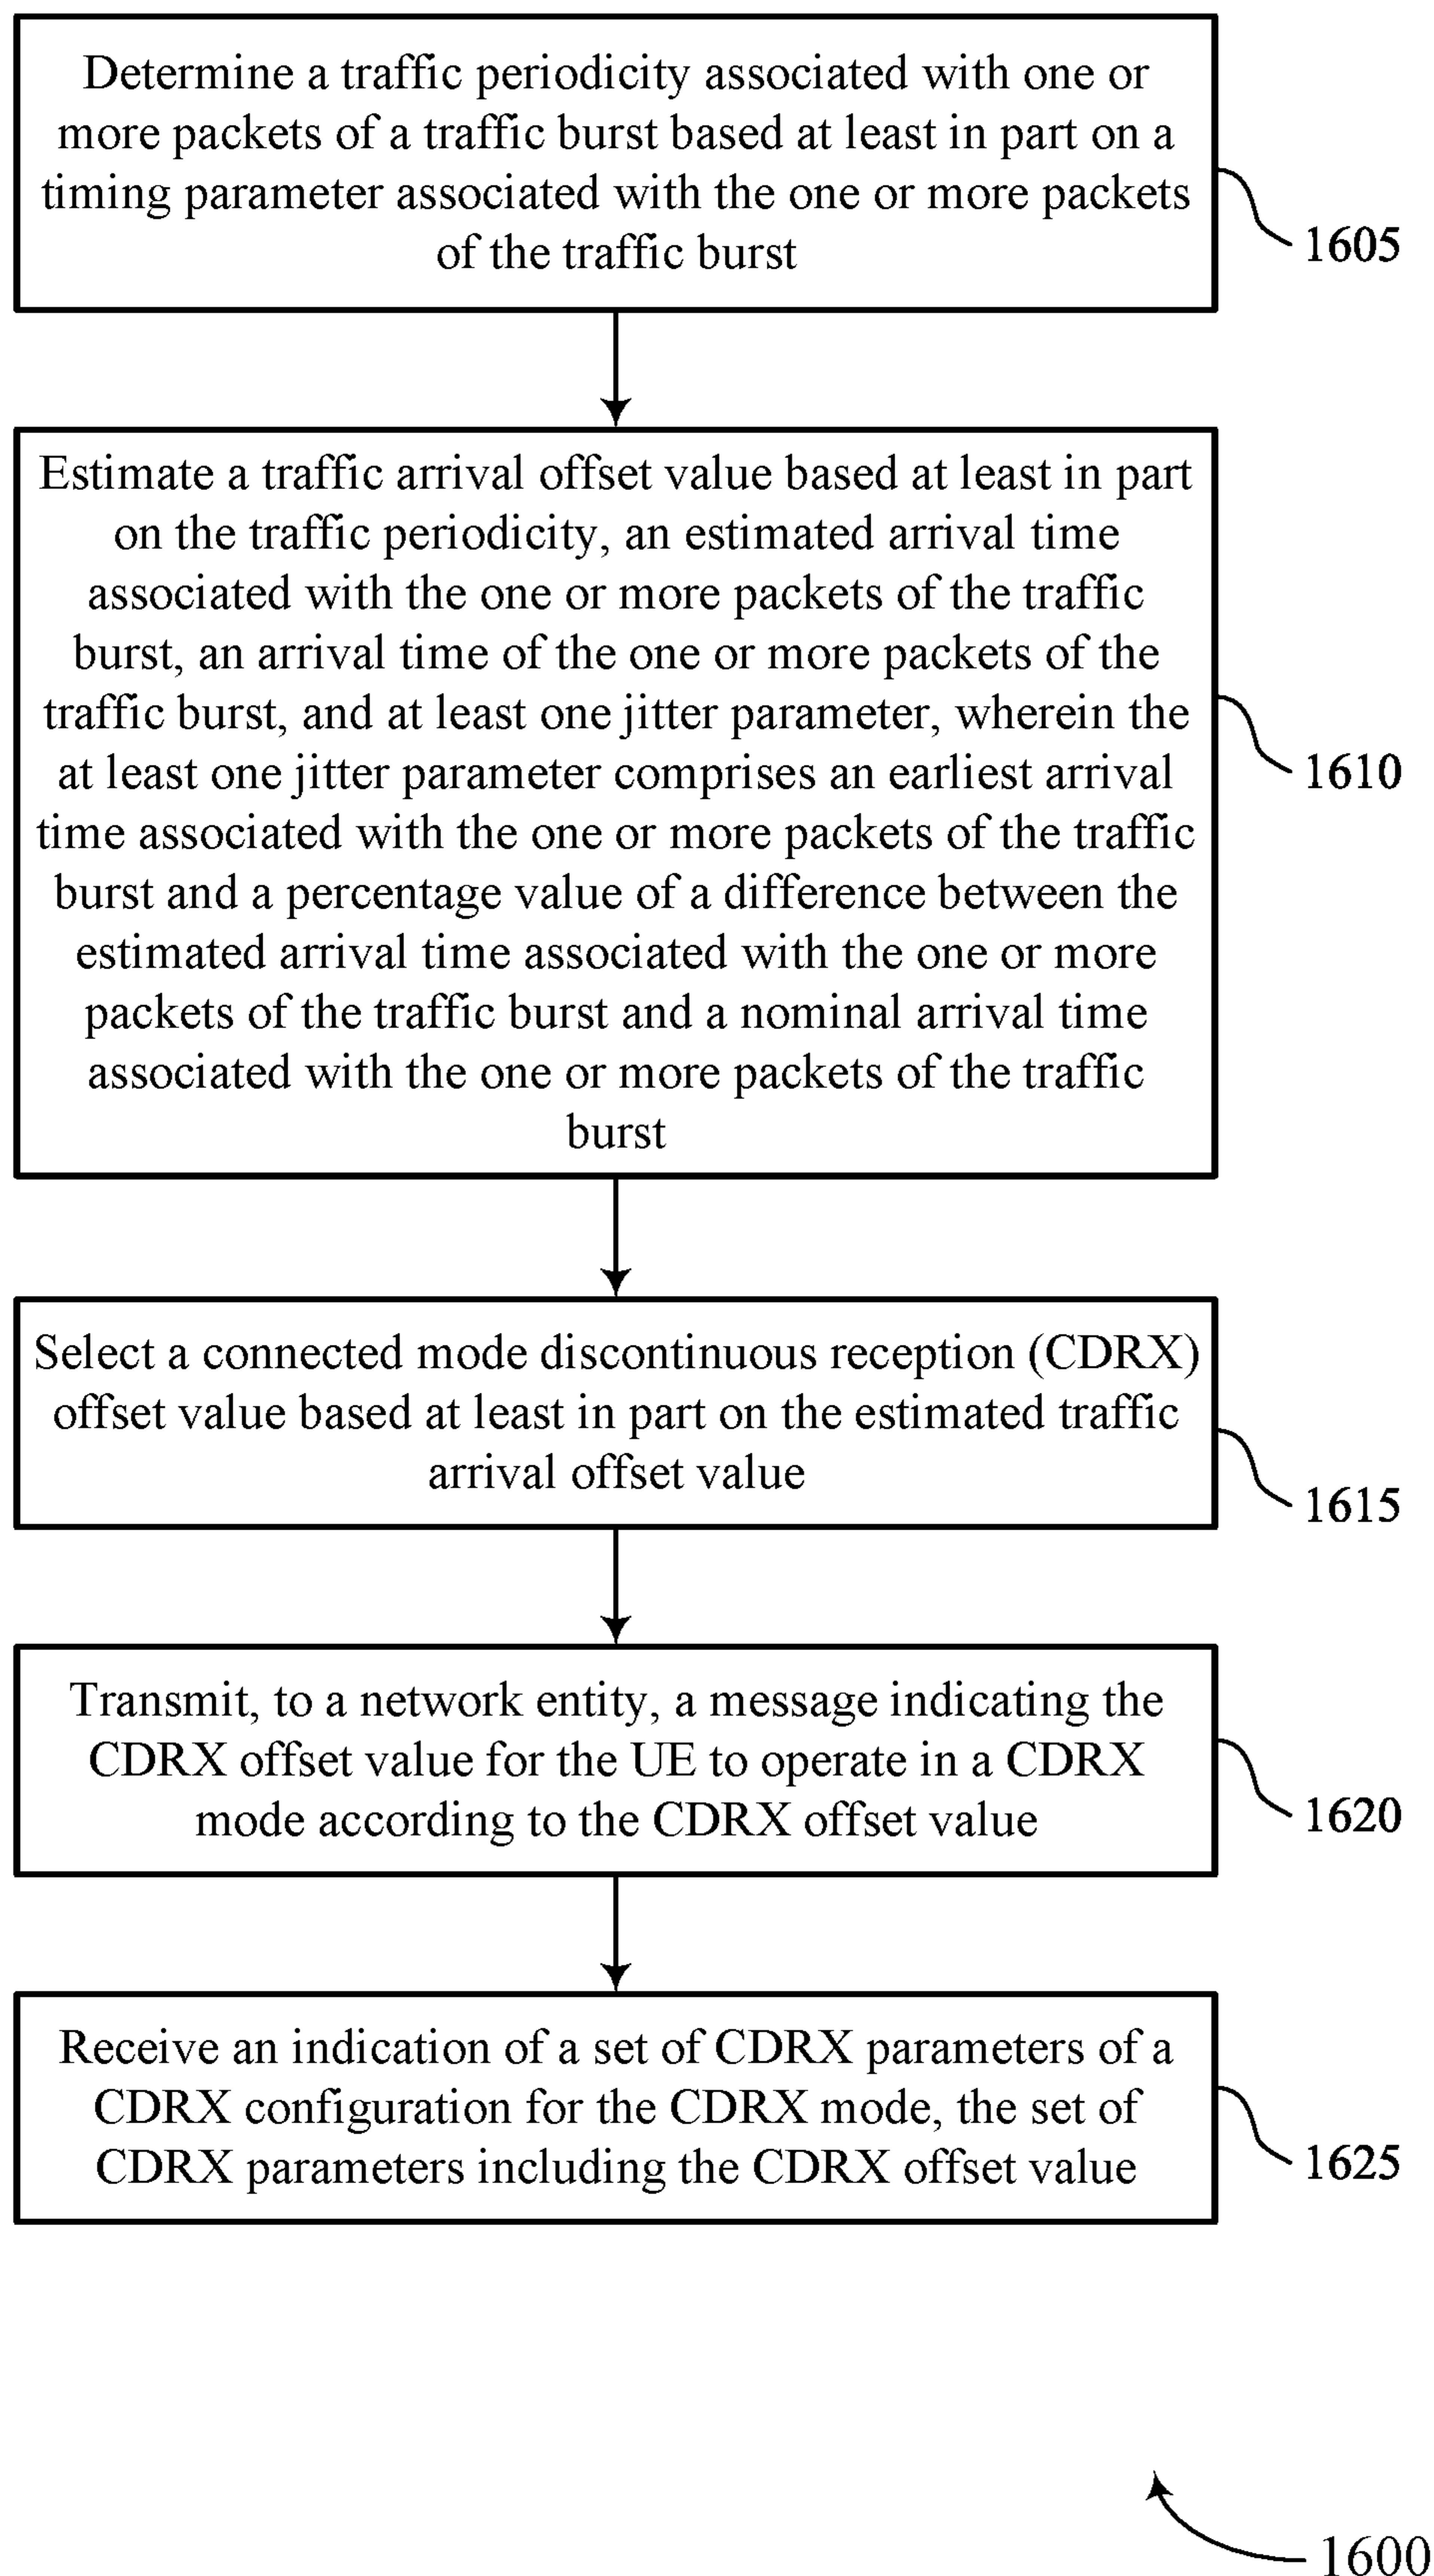 Determine a traffic periodicity associated with one or
more packets of a traffic burst based at least in part on a
timing parameter associated with the one or more packets
of the traffic burst
1605
Estimate a traffic arrival offset value based at least in part
on the traffic periodicity, an estimated arrival time
associated with the one or more packets of the traffic
burst, an arrival time of the one or more packets of the
traffic burst, and at least one jitter parameter, wherein the
at least one jitter parameter comprises an earliest arrival
time associated with the one or more packets of the traffic
burst and a percentage value of a difference between the
estimated arrival time associated with the one or more
packets of the traffic burst and a nominal arrival time
associated with the one or more packets of the traffic
burst
1610
Select a connected mode discontinuous reception (CDRX)
offset value based at least in part on the estimated traffic
arrival offset value
1615
Transmit, to a network entity, a message indicating the
CDRX offset value for the UE to operate in a CDRX
mode according to the CDRX offset value
1620
Receive an indication of a set of CDRX parameters of a
CDRX configuration for the CDRX mode, the set of
CDRX parameters including the CDRX offset value
1625
1600